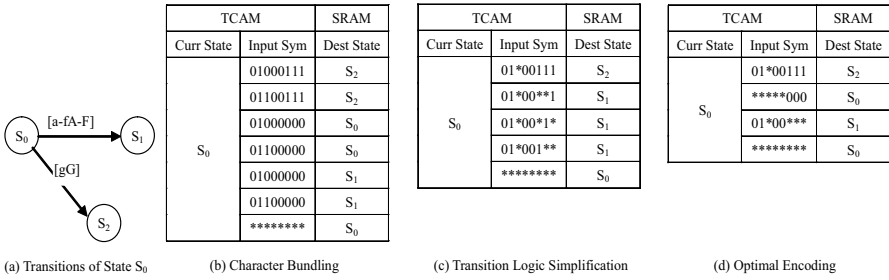 [a-fA-F]
S0
S1
[gG]
S2
(a) Transitions of State S0
TCAM SRAM
Curr State Input Sym Dest State
S0
01000111 S2
01100111 S2
01000000 S0
01100000 S0
01000000 S1
01100000 S1
******** S0
(b) Character Bundling
TCAM SRAM
Curr State Input Sym Dest State
S0
01*00111 S2
01*00**1 S1
01*00*1* S1
01*001** S1
******** S0
(c) Transition Logic Simplification
TCAM SRAM
Curr State Input Sym Dest State
S0
01*00111 S2
*****000 S0
01*00*** S1
******** S0
(d) Optimal Encoding